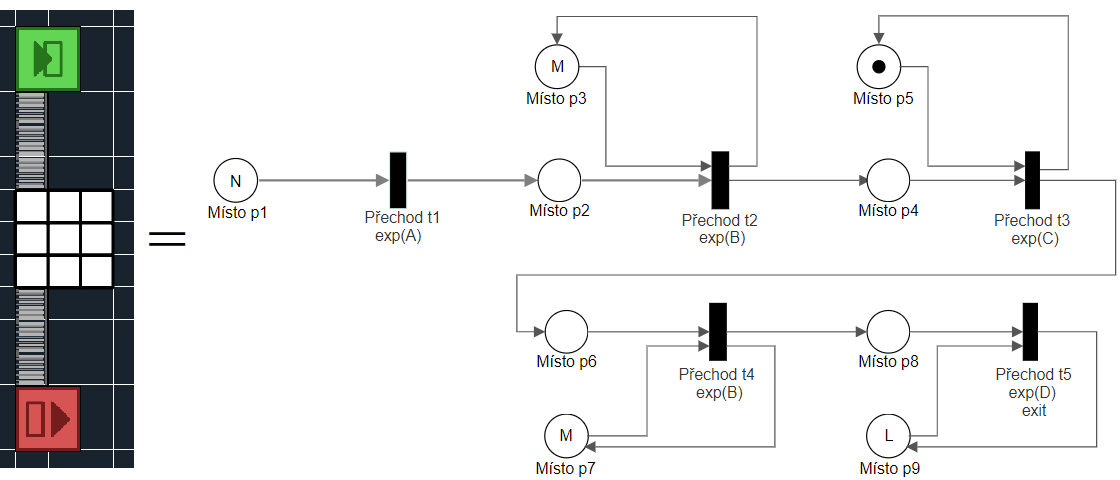 M
Místo p3
Místo p5
=
N
Místo p1
Přechod t1
exp(A)
Místo p2
Přechod t2
exp(B)
Místo p4
Přechod t3
exp(C)
Místo p6
Přechod t4
exp(B)
Místo p8
Přechod t5
exp(D)
exit
M
Místo p7
L
Místo p9